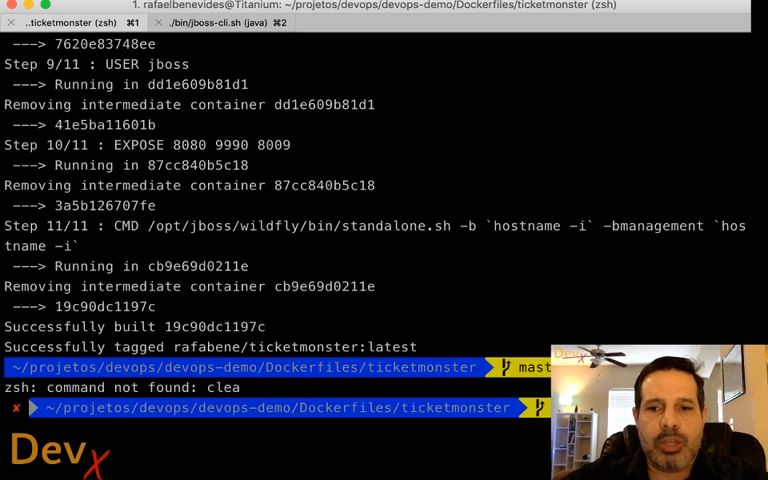 1. rafaelbenevides@Titanium: ~/projetos/devops/devops-demo/Dockerfiles/ticketmonster (zsh)
..ticketmonster (zsh) ⌘1 ./bin/jboss-cli.sh (java) ⌘2
---> 7620e83748ee
Step 9/11 : USER jboss
---> Running in dd1e609b81d1
Removing intermediate container dd1e609b81d1
---> 41e5ba11601b
Step 10/11 : EXPOSE 8080 9990 8009
---> Running in 87cc840b5c18
Removing intermediate container 87cc840b5c18
---> 3a5b126707fe
Step 11/11 : CMD /opt/jboss/wildfly/bin/standalone.sh -b `hostname -i` -bmanagement `hos
tname -i`
---> Running in cb9e69d0211e
Removing intermediate container cb9e69d0211e
---> 19c90dc1197c
Successfully built 19c90dc1197c
Successfully tagged rafabene/ticketmonster:latest
~/projetos/devops/devops-demo/Dockerfiles/ticketmonster mast
zsh: command not found: clea
✘ ~/projetos/devops/devops-demo/Dockerfiles/ticketmonster
DevX